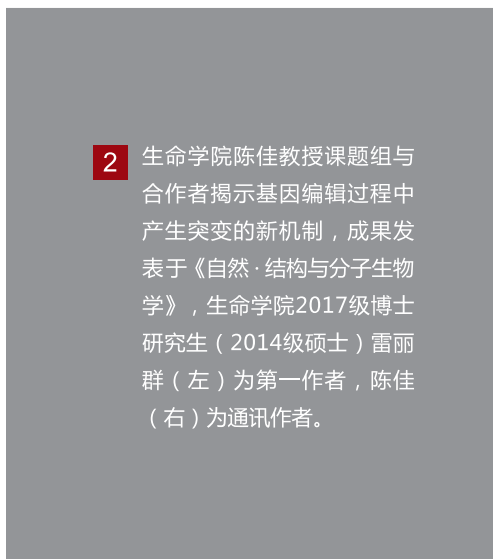 2
生命学院陈佳教授课题组与
合作者揭示基因编辑过程中
产生突变的新机制，成果发
表于《自然·结构与分子生物
学》，生命学院2017级博士
研究生（2014级硕士）雷丽
群（左）为第一作者，陈佳
（右）为通讯作者。